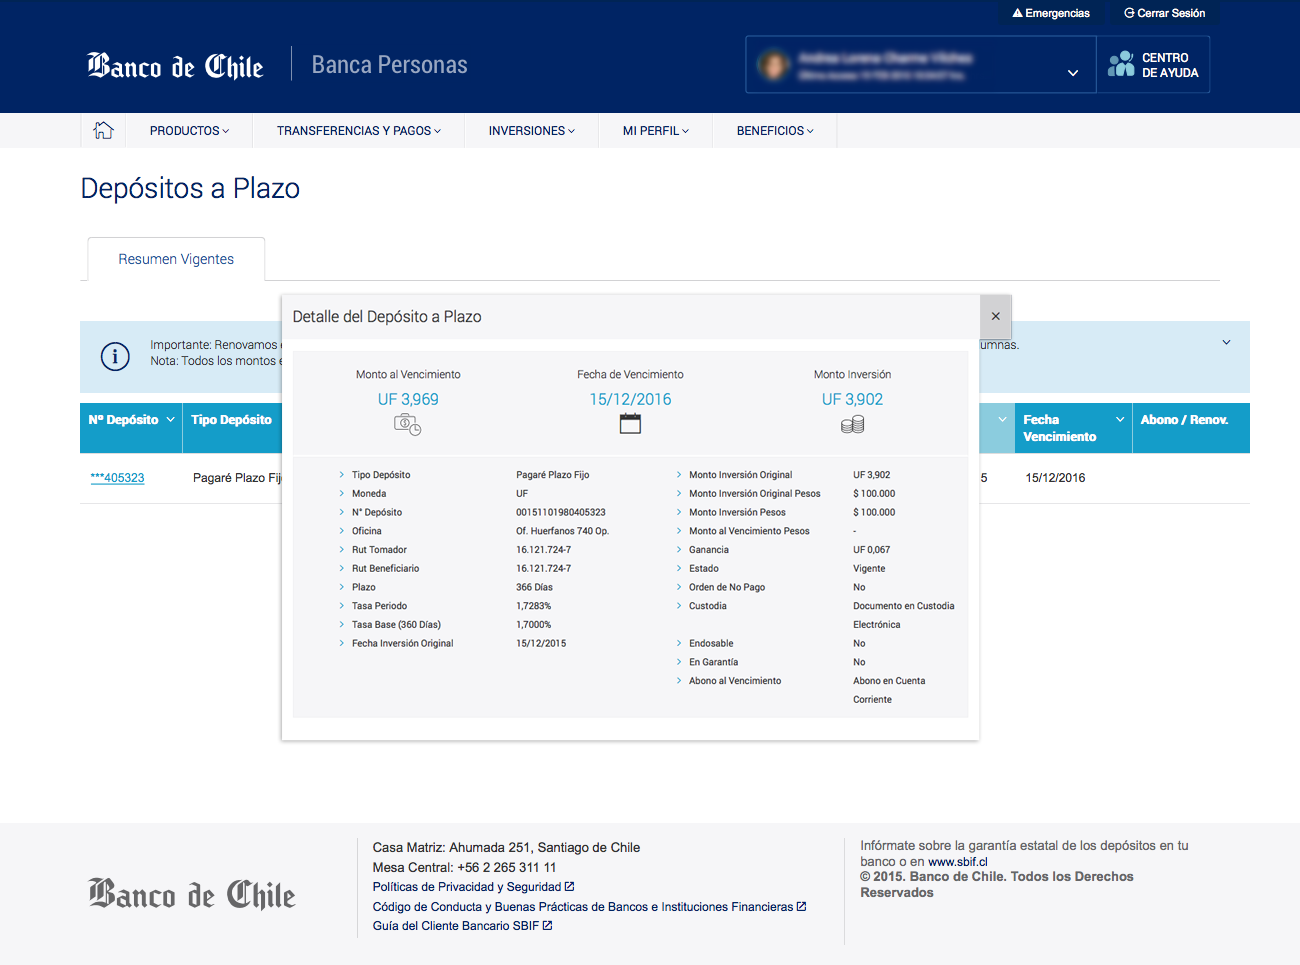 Emergencias
Cerrar Sesión
Banco de Chile
Banca Personas
CENTRO
DE AYUDA
PRODUCTOS
TRANSFERENCIAS Y PAGOS
INVERSIONES
MI PERFIL
BENEFICIOS
Depósitos a Plazo
Resumen Vigentes
Detalle del Depósito a Plazo
×
Importante: Renovamos
umnas.
Nota: Todos los montos
Monto al Vencimiento
Fecha de Vencimiento
Monto Inversión
UF 3,969
15/12/2016
UF 3,902
Nº Depósito
Tipo Depósito
Fecha
Vencimiento
Abono / Renov.
***405323
Pagaré Plazo Fij
5
15/12/2016
Tipo Depósito Pagaré Plazo Fijo
Moneda UF
N° Depósito 00151101980405323
Oficina Of. Huerfanos 740 Op.
Rut Tomador 16.121.724-7
Rut Beneficiario 16.121.724-7
Plazo 366 Días
Tasa Periodo 1,7283%
Tasa Base (360 Días) 1,7000%
Fecha Inversión Original 15/12/2015
Monto Inversión Original UF 3,902
Monto Inversión Original Pesos $ 100.000
Monto Inversión Pesos $ 100.000
Monto al Vencimiento Pesos -
Ganancia UF 0,067
Estado Vigente
Orden de No Pago No
Custodia Documento en Custodia
Electrónica
Endosable No
En Garantía No
Abono al Vencimiento Abono en Cuenta
Corriente
Banco de Chile
Casa Matriz: Ahumada 251, Santiago de Chile
Mesa Central: +56 2 265 311 11
Políticas de Privacidad y Seguridad
Código de Conducta y Buenas Prácticas de Bancos e Instituciones Financieras
Guía del Cliente Bancario SBIF
Infórmate sobre la garantía estatal de los depósitos en tu
banco o en www.sbif.cl
© 2015. Banco de Chile. Todos los Derechos
Reservados